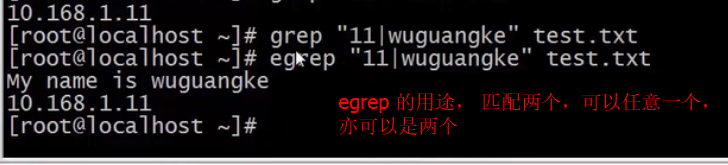 10.168.1.11
[root@localhost ~]# grep "11|wuguangke" test.txt
[root@localhost ~]# egrep "11|wuguangke" test.txt
My name is wuguangke
10.168.1.11
[root@localhost ~]#
egrep 的用途， 匹配两个，可以任意一个，
亦可以是两个